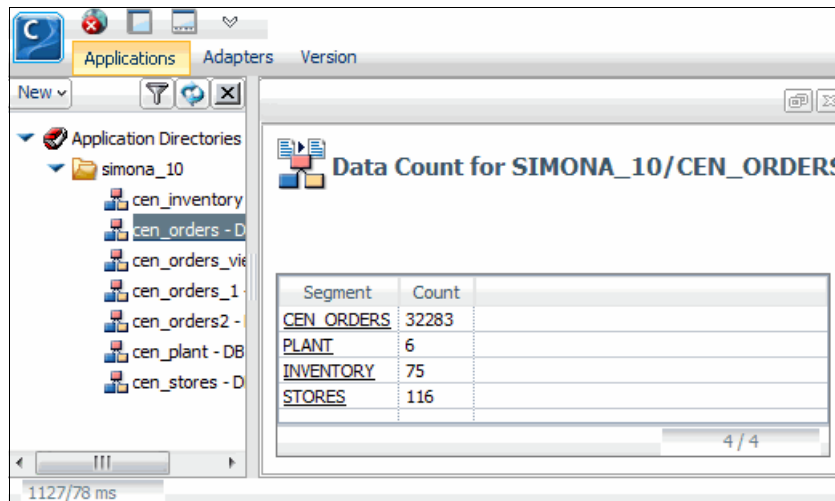 C
Applications Adapters Version
New
Application Directories
simona_10
cen_inventory
cen_orders - D
cen_orders_vie
cen_orders_1 -
cen_orders2 -
cen_plant - DB
cen_stores - D
Data Count for SIMONA_10/CEN_ORDERS
Segment Count
CEN_ORDERS 32283
PLANT 6
INVENTORY 75
STORES 116
4 / 4
1127/78 ms